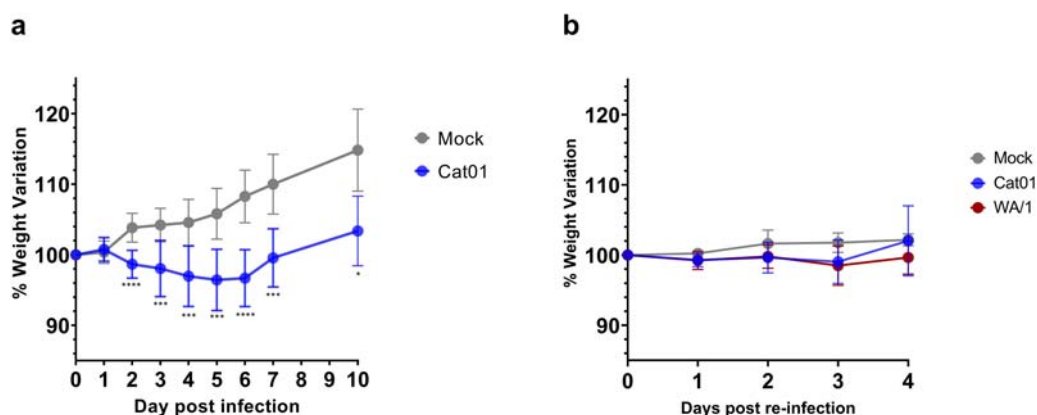 a
% Weight Variation
120
110
100
90
**** *** *** *** **** *** *
0 1 2 3 4 5 6 7 8 9 10
Day post infection
Mock
Cat01
b
% Weight Variation
120
110
100
90
0 1 2 3 4
Days post re-infection
Mock
Cat01
WA/1